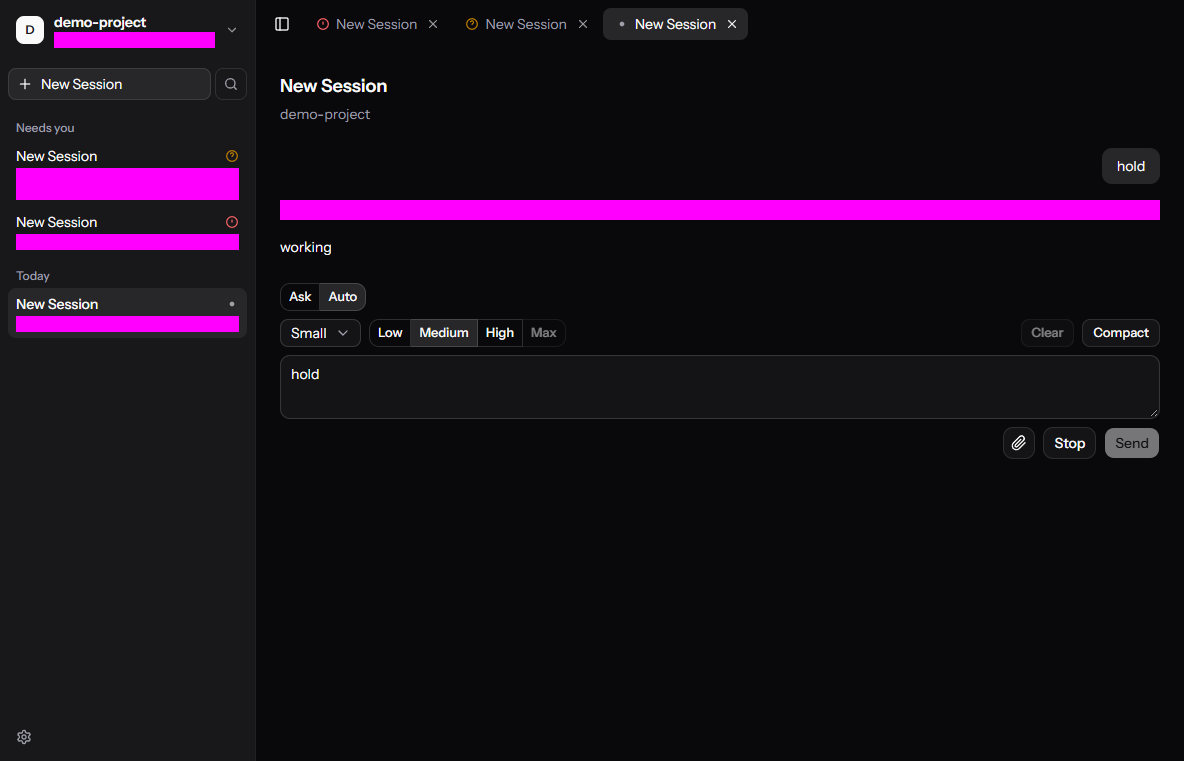 D
demo-project
New Session
Needs you
New Session
New Session
Today
New Session
New Session
New Session
New Session
New Session
demo-project
hold
working
Ask Auto
Small Low Medium High Max Clear Compact
hold
Stop Send